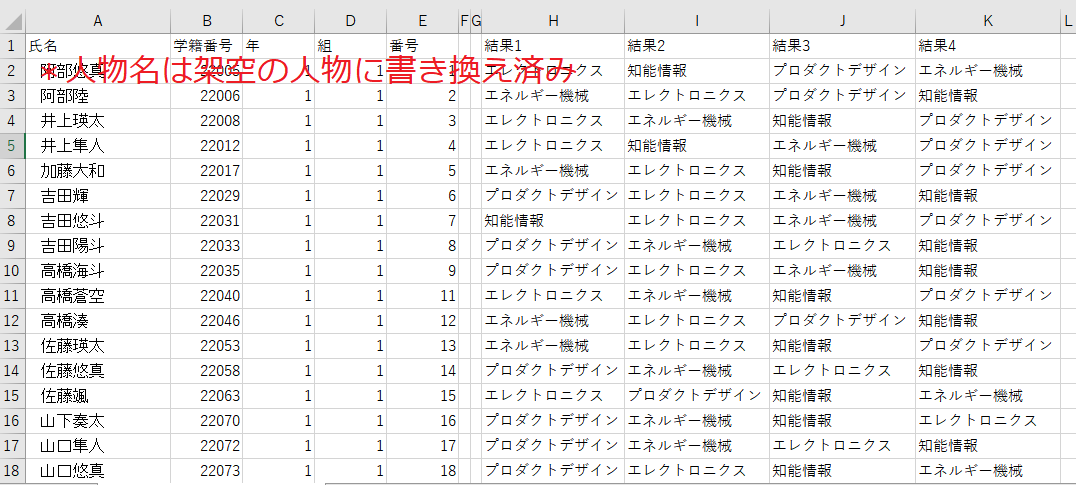 A B C D E F G H I J K L
1 氏名 学籍番号 年 組 番号 結果1 結果2 結果3 結果4
※人物名は架空の人物に書き換え済み
2 阿部悠真 22005 1 1 1 エレクトロニクス 知能情報 プロダクトデザイン エネルギー機械
3 阿部陸 22006 1 1 2 エネルギー機械 エレクトロニクス プロダクトデザイン 知能情報
4 井上瑛太 22008 1 1 3 エレクトロニクス エネルギー機械 知能情報 プロダクトデザイン
5 井上隼人 22012 1 1 4 エレクトロニクス 知能情報 エネルギー機械 プロダクトデザイン
6 加藤大和 22017 1 1 5 エネルギー機械 エレクトロニクス 知能情報 プロダクトデザイン
7 吉田輝 22029 1 1 6 プロダクトデザイン エレクトロニクス エネルギー機械 知能情報
8 吉田悠斗 22031 1 1 7 知能情報 エレクトロニクス エネルギー機械 プロダクトデザイン
9 吉田陽斗 22033 1 1 8 プロダクトデザイン エネルギー機械 エレクトロニクス 知能情報
10 高橋海斗 22035 1 1 9 プロダクトデザイン エレクトロニクス エネルギー機械 知能情報
11 高橋蒼空 22040 1 1 11 エレクトロニクス エネルギー機械 知能情報 プロダクトデザイン
12 高橋湊 22046 1 1 12 エネルギー機械 エレクトロニクス プロダクトデザイン 知能情報
13 佐藤瑛太 22053 1 1 13 エネルギー機械 エレクトロニクス 知能情報 プロダクトデザイン
14 佐藤悠真 22058 1 1 14 プロダクトデザイン エネルギー機械 エレクトロニクス 知能情報
15 佐藤颯 22063 1 1 15 エレクトロニクス プロダクトデザイン 知能情報 エネルギー機械
16 山下奏太 22070 1 1 16 プロダクトデザイン エネルギー機械 知能情報 エレクトロニクス
17 山口隼人 22072 1 1 17 プロダクトデザイン エネルギー機械 エレクトロニクス 知能情報
18 山口悠真 22073 1 1 18 プロダクトデザイン エレクトロニクス 知能情報 エネルギー機械